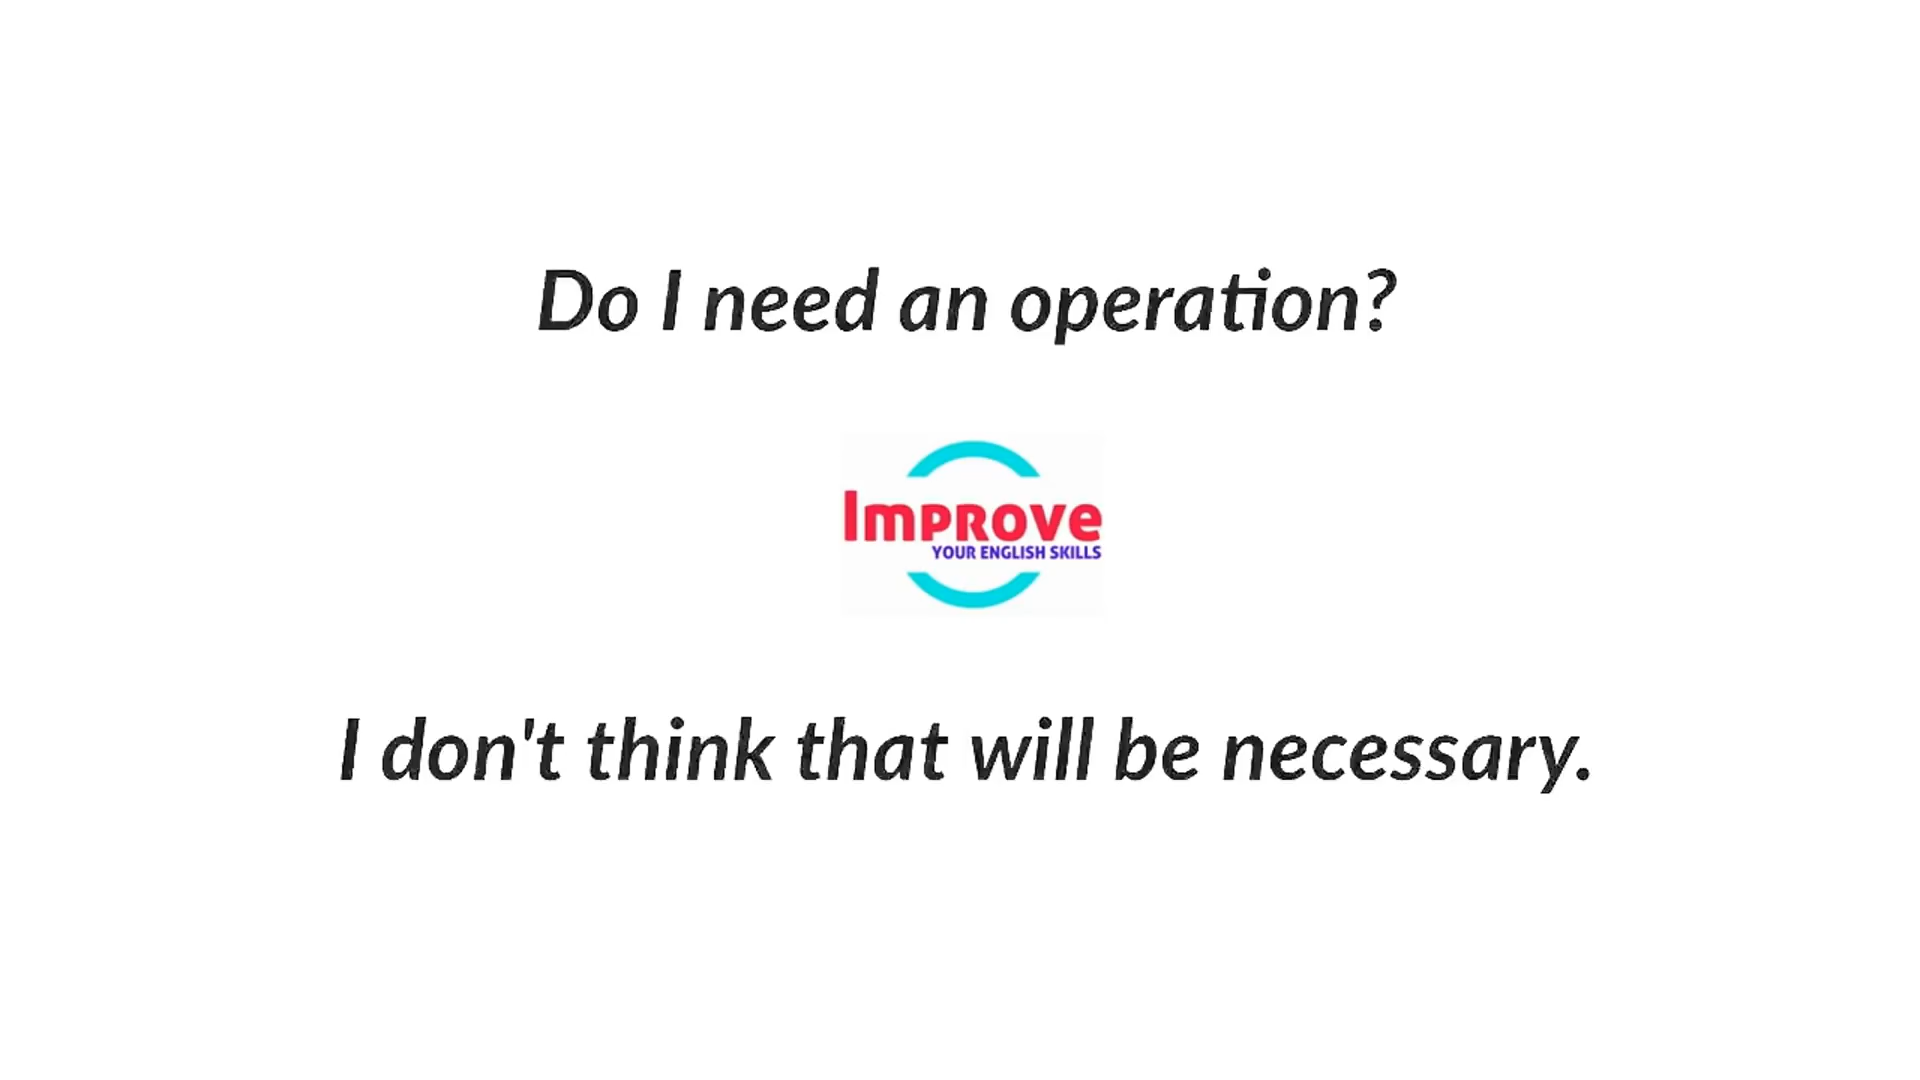 Do I need an operation?
Improve
YOUR ENGLISH SKILLS
I don't think that will be necessary.